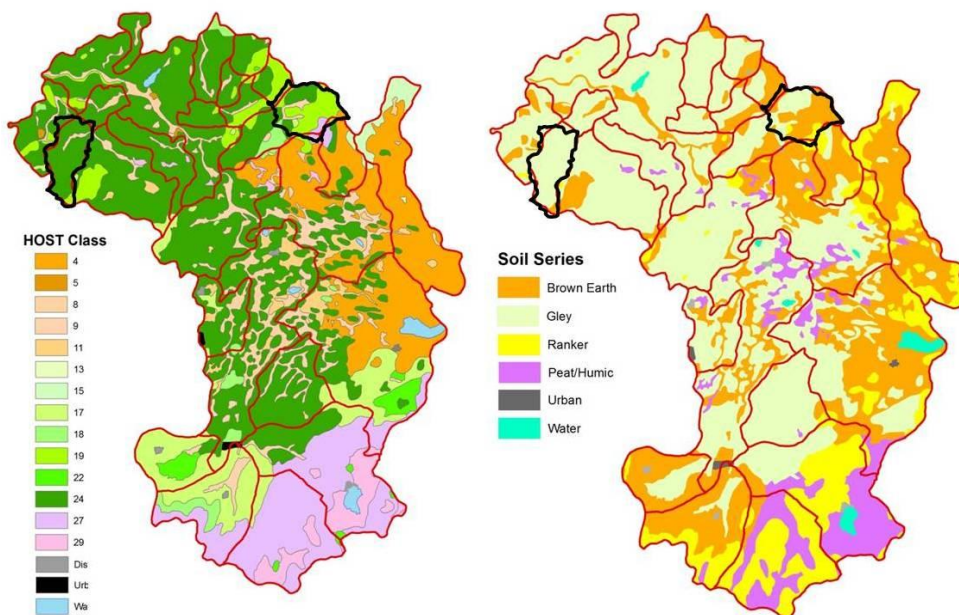 HOST Class
4
5
8
9
11
13
15
17
18
19
22
24
27
29
Dis
Urb
Wa
Soil Series
Brown Earth
Gley
Ranker
Peat/Humic
Urban
Water